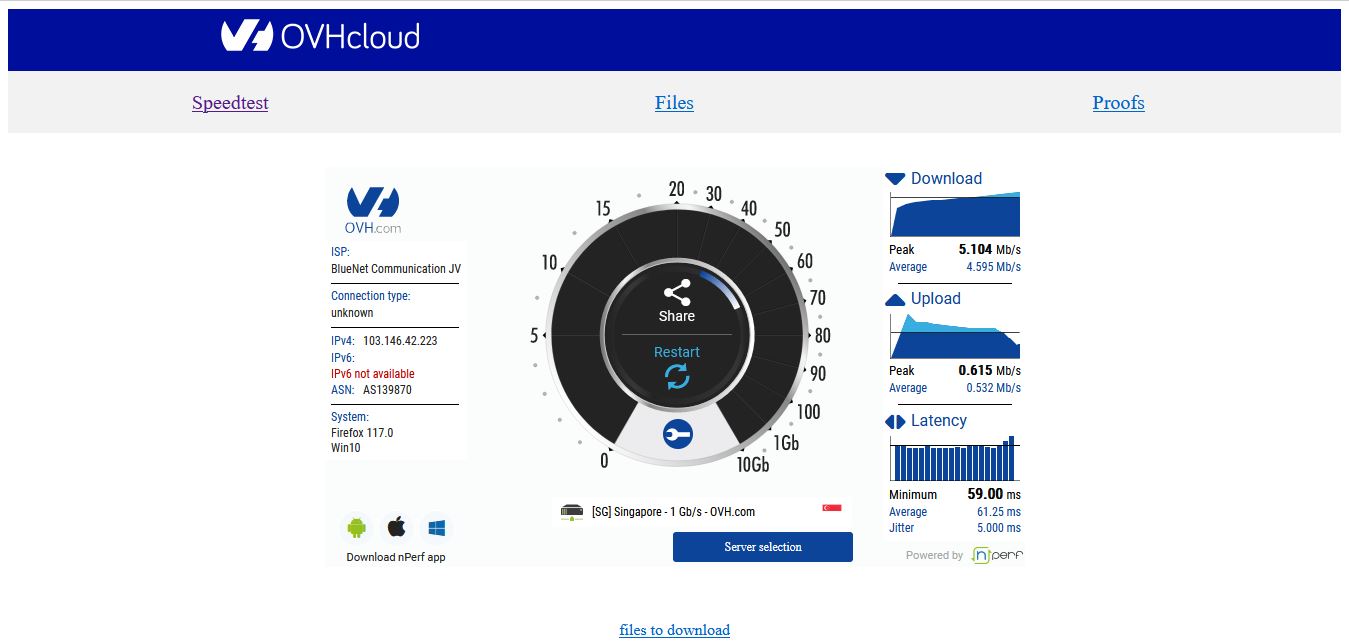 OVHcloud
Speedtest
Files
Proofs
OVH.com
ISP:
BlueNet Communication JV
Connection type:
unknown
IPv4: 103.146.42.223
IPv6:
IPv6 not available
ASN: AS139870
System:
Firefox 117.0
Win10
Download nPerf app
0
5
10
15
20
30
40
50
60
70
80
90
100
1Gb
10Gb
Share
Restart
[SG] Singapore - 1 Gb/s - OVH.com
Server selection
Download
Peak 5.104 Mb/s
Average 4.595 Mb/s
Upload
Peak 0.615 Mb/s
Average 0.532 Mb/s
Latency
Minimum 59.00 ms
Average 61.25 ms
Jitter 5.000 ms
Powered by nperf
files to download